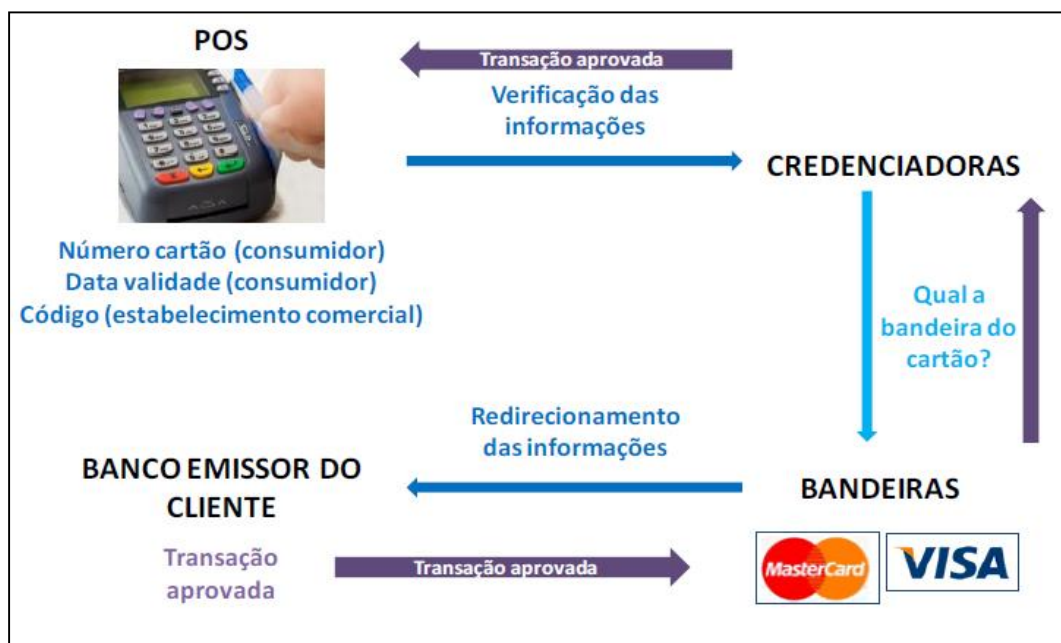 POS
Transação aprovada
Verificação das
informações
CREDENCIADORAS
Número cartão (consumidor)
Data validade (consumidor)
Código (estabelecimento comercial)
Qual a
bandeira do
cartão?
Redirecionamento
das informações
BANCO EMISSOR DO
CLIENTE
BANDEIRAS
Transação
aprovada
Transação aprovada
MasterCard
VISA